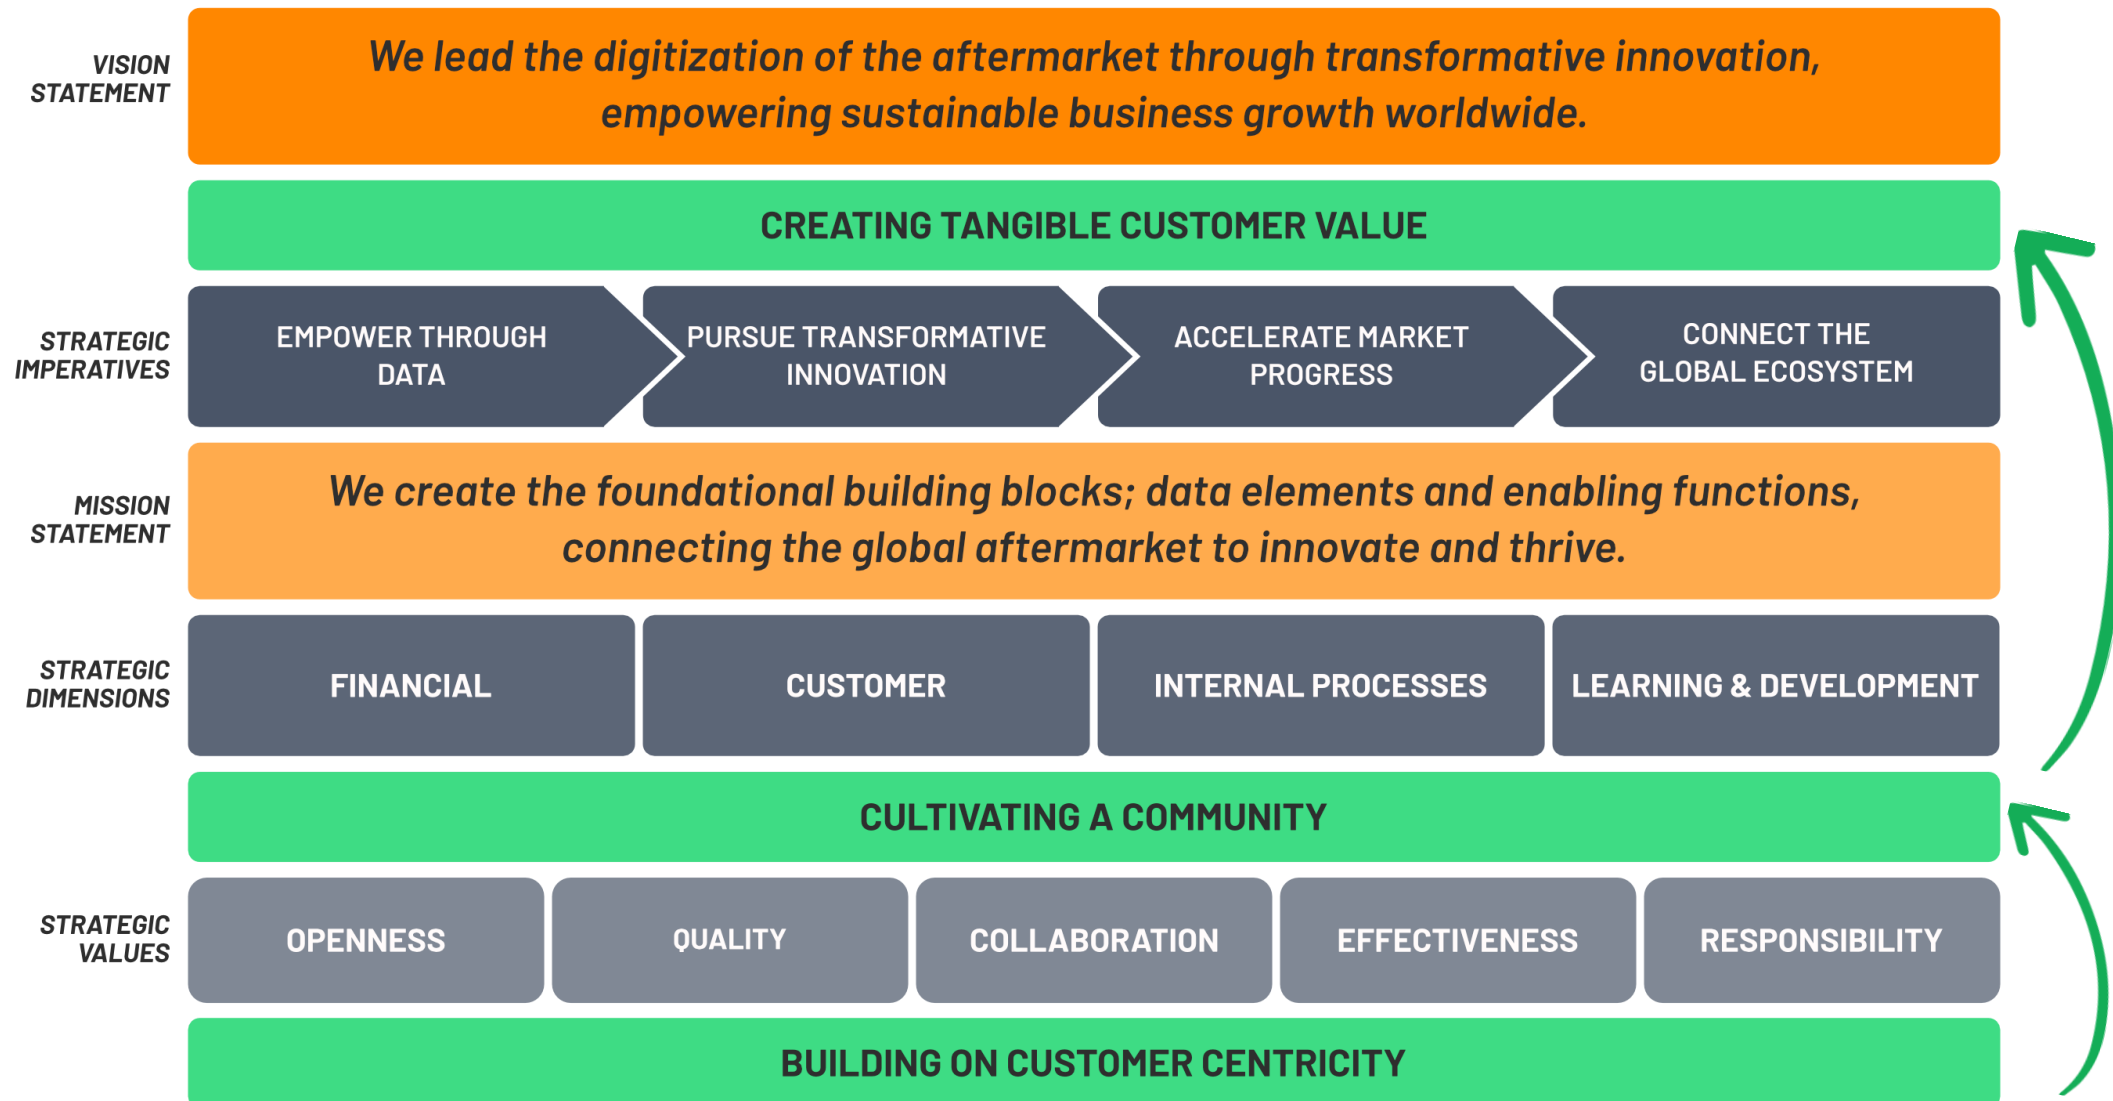 VISION
STATEMENT
We lead the digitization of the aftermarket through transformative innovation,
empowering sustainable business growth worldwide.
CREATING TANGIBLE CUSTOMER VALUE
STRATEGIC
IMPERATIVES
EMPOWER THROUGH
DATA
PURSUE TRANSFORMATIVE
INNOVATION
ACCELERATE MARKET
PROGRESS
CONNECT THE
GLOBAL ECOSYSTEM
MISSION
STATEMENT
We create the foundational building blocks; data elements and enabling functions,
connecting the global aftermarket to innovate and thrive.
STRATEGIC
DIMENSIONS
FINANCIAL
CUSTOMER
INTERNAL PROCESSES
LEARNING & DEVELOPMENT
CULTIVATING A COMMUNITY
STRATEGIC
VALUES
OPENNESS
QUALITY
COLLABORATION
EFFECTIVENESS
RESPONSIBILITY
BUILDING ON CUSTOMER CENTRICITY